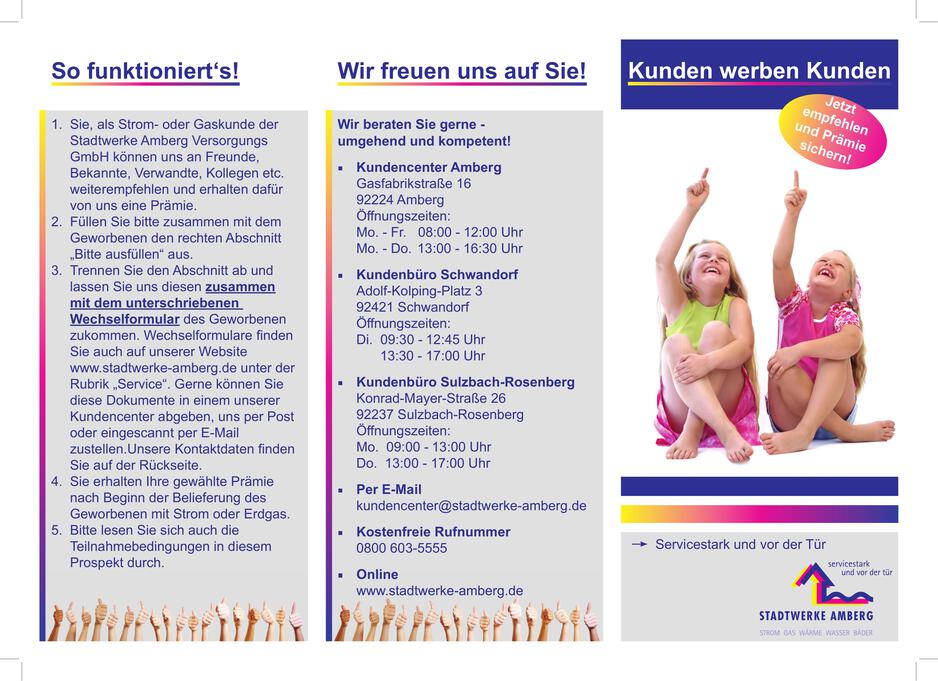 So funktioniert‘s!
1. Sie, als Strom- oder Gaskunde der
Stadtwerke Amberg Versorgungs
GmbH können uns an Freunde,
Bekannte, Verwandte, Kollegen etc.
weiterempfehlen und erhalten dafür
von uns eine Prämie.
2. Füllen Sie bitte zusammen mit dem
Geworbenen den rechten Abschnitt
„Bitte ausfüllen“ aus.
3. Trennen Sie den Abschnitt ab und
lassen Sie uns diesen zusammen
mit dem unterschriebenen
Wechselformular des Geworbenen
zukommen. Wechselformulare finden
Sie auch auf unserer Website
www.stadtwerke-amberg.de unter der
Rubrik „Service“. Gerne können Sie
diese Dokumente in einem unserer
Kundencenter abgeben, uns per Post
oder eingescannt per E-Mail
zustellen.Unsere Kontaktdaten finden
Sie auf der Rückseite.
4. Sie erhalten Ihre gewählte Prämie
nach Beginn der Belieferung des
Geworbenen mit Strom oder Erdgas.
5. Bitte lesen Sie sich auch die
Teilnahmebedingungen in diesem
Prospekt durch.
Wir freuen uns auf Sie!
Wir beraten Sie gerne -
umgehend und kompetent!
▪ Kundencenter Amberg
Gasfabrikstraße 16
92224 Amberg
Öffnungszeiten:
Mo. - Fr. 08:00 - 12:00 Uhr
Mo. - Do. 13:00 - 16:30 Uhr
▪ Kundenbüro Schwandorf
Adolf-Kolping-Platz 3
92421 Schwandorf
Öffnungszeiten:
Di. 09:30 - 12:45 Uhr
13:30 - 17:00 Uhr
▪ Kundenbüro Sulzbach-Rosenberg
Konrad-Mayer-Straße 26
92237 Sulzbach-Rosenberg
Öffnungszeiten:
Mo. 09:00 - 13:00 Uhr
Do. 13:00 - 17:00 Uhr
▪ Per E-Mail
kundencenter@stadtwerke-amberg.de
▪ Kostenfreie Rufnummer
0800 603-5555
▪ Online
www.stadtwerke-amberg.de
Kunden werben Kunden
Jetzt
empfehlen
und Prämie
sichern!
→ Servicestark und vor der Tür
servicestark
und vor der tür
STADTWERKE AMBERG
STROM GAS WÄRME WASSER BÄDER